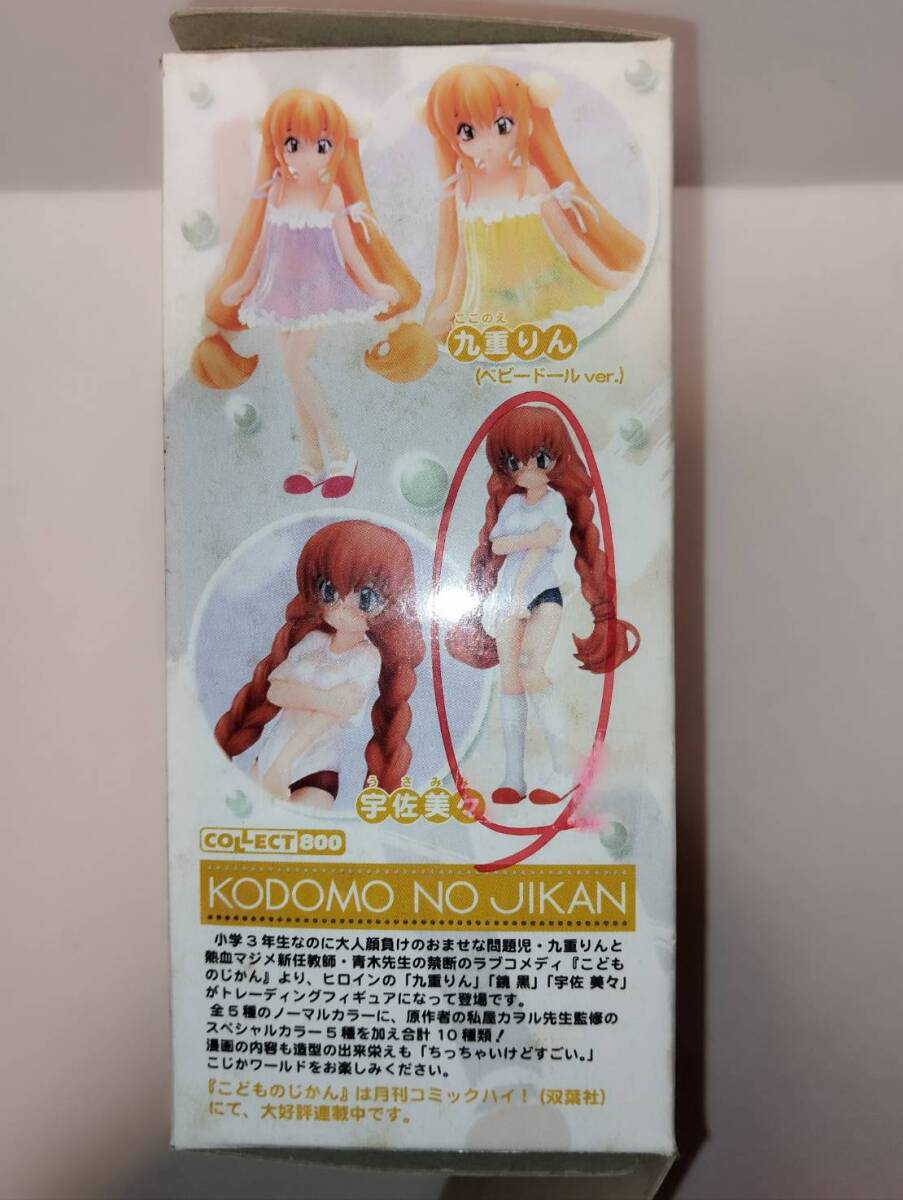 ここのえ
九重りん
(ベビードールver.)
うさみみ
宇佐美々
COLLECT 800
KODOMO NO JIKAN
小学3年生なのに大人顔負けのおませな問題児・九重りんと
熱血マジメ新任教師・青木先生の禁断のラブコメディ『こども
のじかん』より、ヒロインの「九重りん」「鏡 黒」「宇佐 美々」
がトレーディングフィギュアになって登場です。
全5種のノーマルカラーに、原作者の私屋カヲル先生監修の
スペシャルカラー5種を加え合計10種類!
漫画の内容も造型の出来栄えも「ちっちゃいけどすごい。」
こじかワールドをお楽しみください。
『こどものじかん』は月刊コミックハイ!(双葉社)
にて、大好評連載中です。